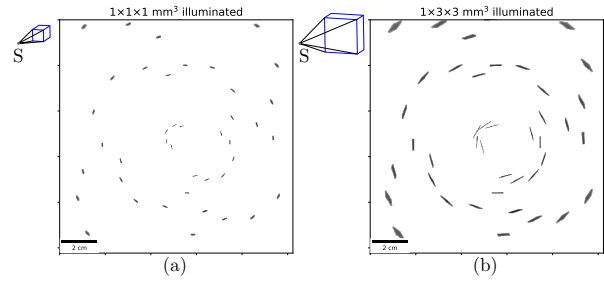 1×1×1 mm³ illuminated
S
2 cm
(a)
1×3×3 mm³ illuminated
S
2 cm
(b)